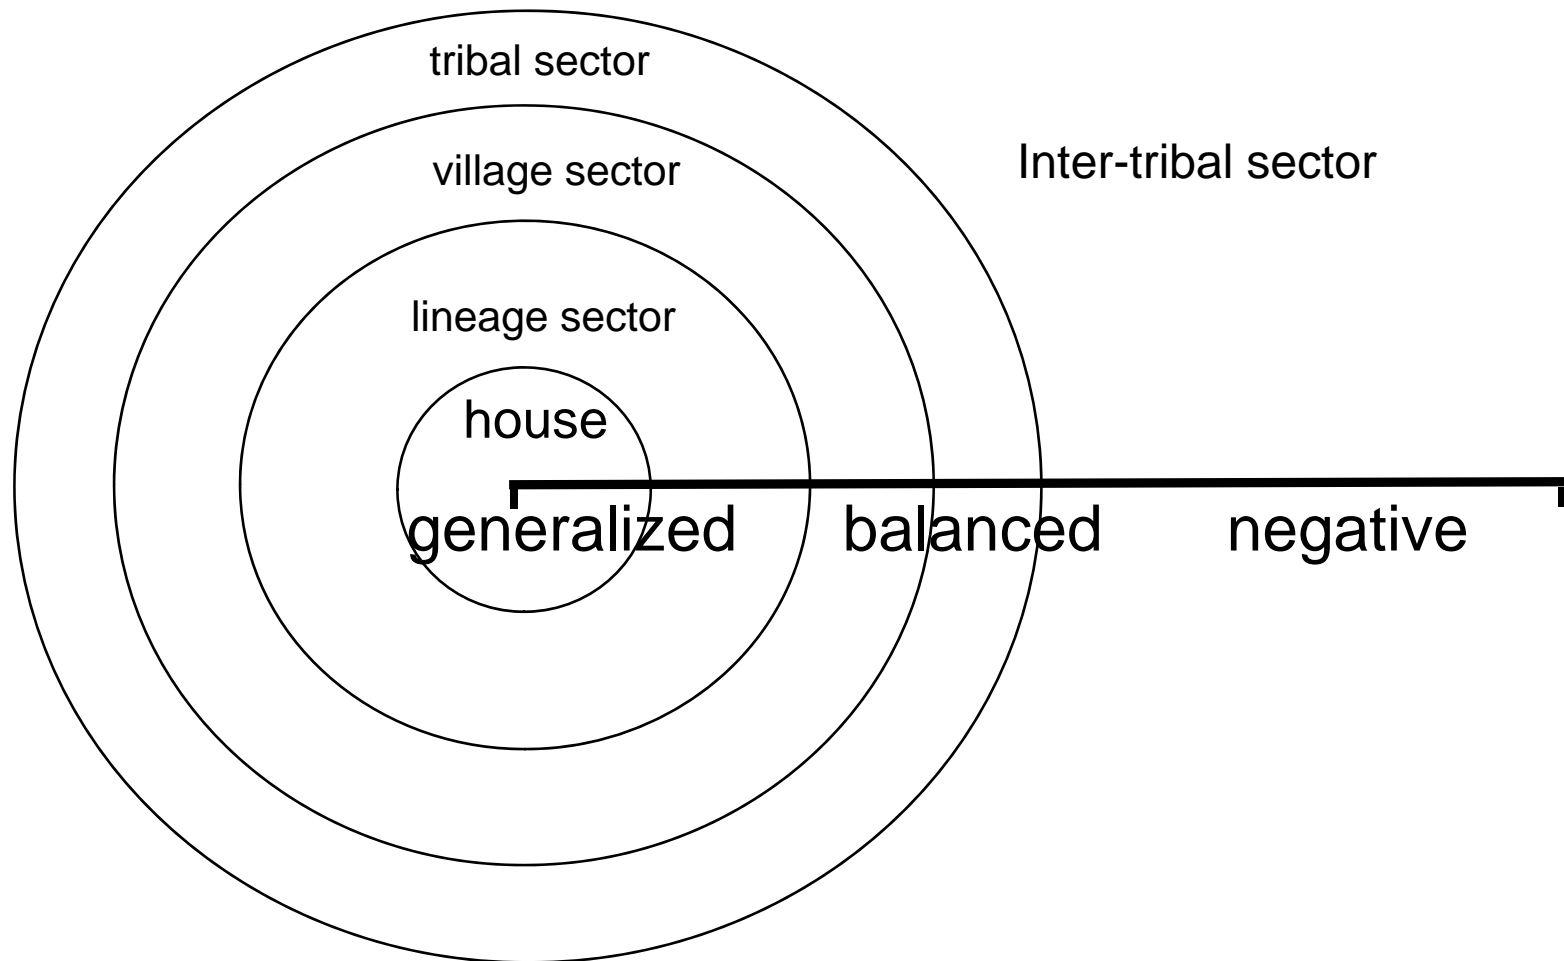 tribal sector
Inter-tribal sector
village sector
lineage sector
house
generalized balanced negative